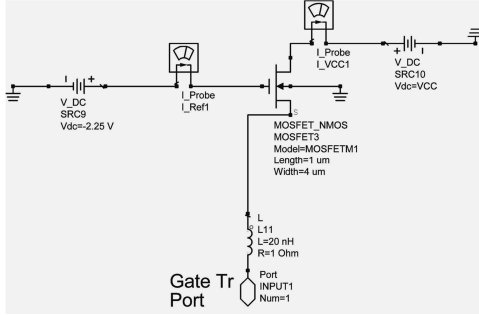 I_Probe
I_VCC1
+
-
V_DC
SRC10
Vdc=VCC
-
+
V_DC
SRC9
Vdc=-2.25 V
I_Probe
I_Ref1
S
MOSFET_NMOS
MOSFET3
Model=MOSFETM1
Length=1 um
Width=4 um
L
L11
L=20 nH
R=1 Ohm
Gate Tr
Port
Port
INPUT1
Num=1